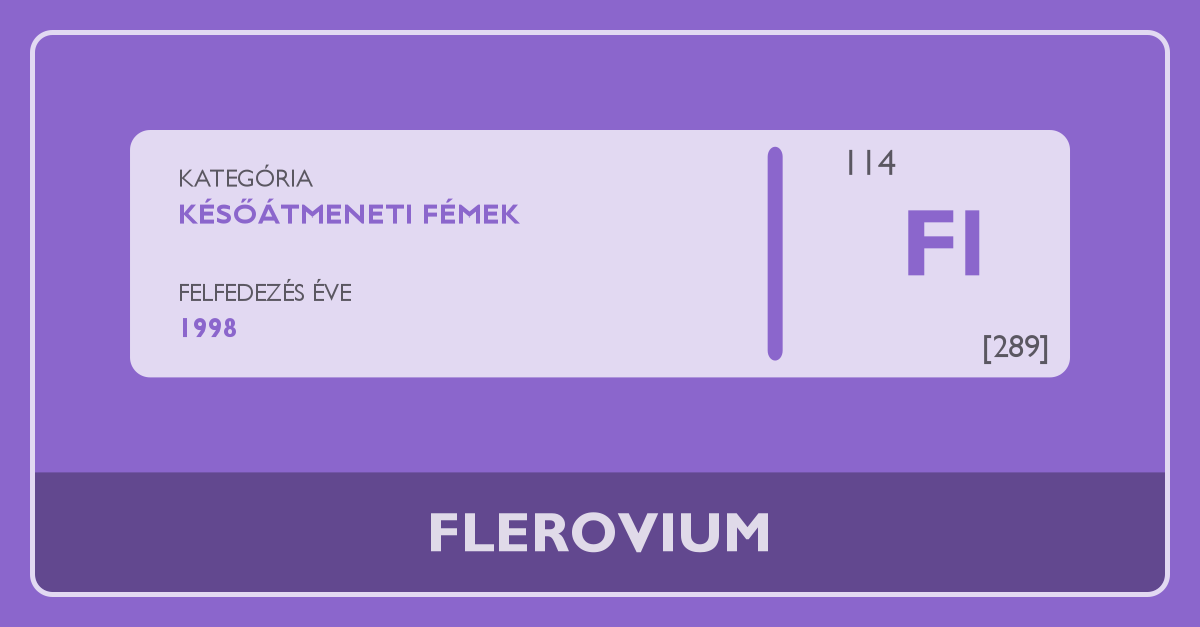 KATEGÓRIA
KÉSŐÁTMENETI FÉMEK
FELFEDEZÉS ÉVE
1998
114
Fl
[289]
FLEROVIUM